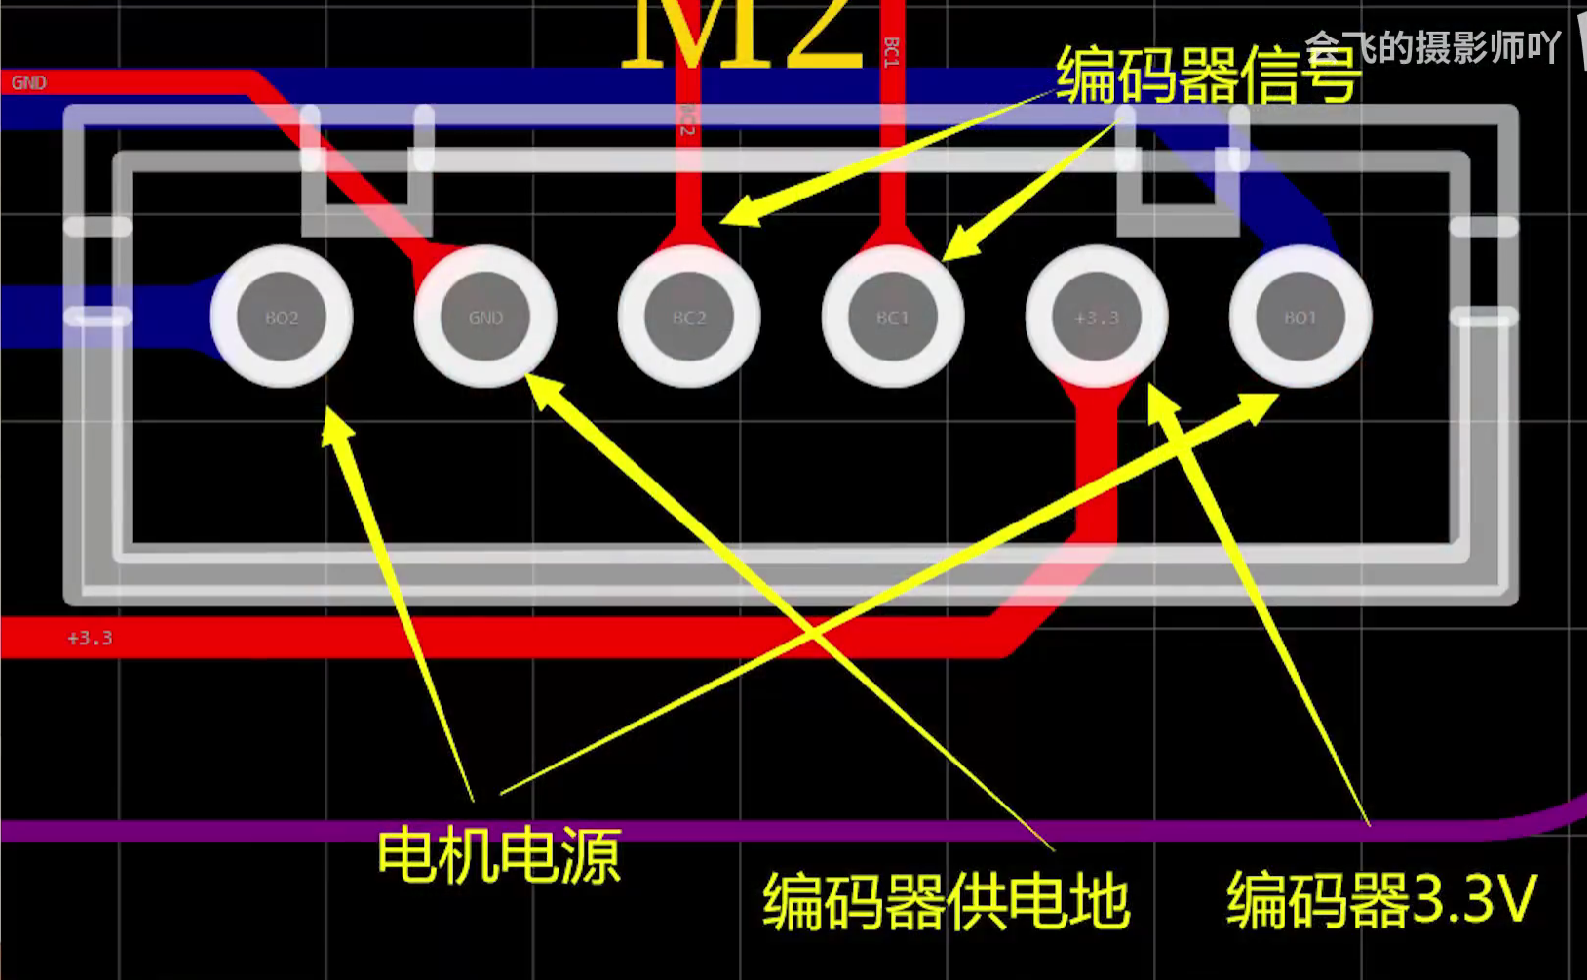 M2
会飞的摄影师吖
BC1
编码器信号
GND
BC2
BO2
GND
BC2
BC1
+3.3
BO1
+3.3
电机电源
编码器供电地
编码器3.3V